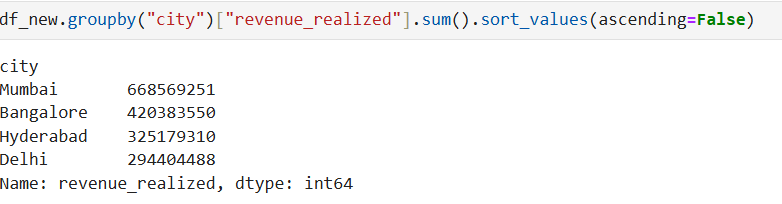 df_new.groupby("city")["revenue_realized"].sum().sort_values(ascending=False)
city
Mumbai 668569251
Bangalore 420383550
Hyderabad 325179310
Delhi 294404488
Name: revenue_realized, dtype: int64